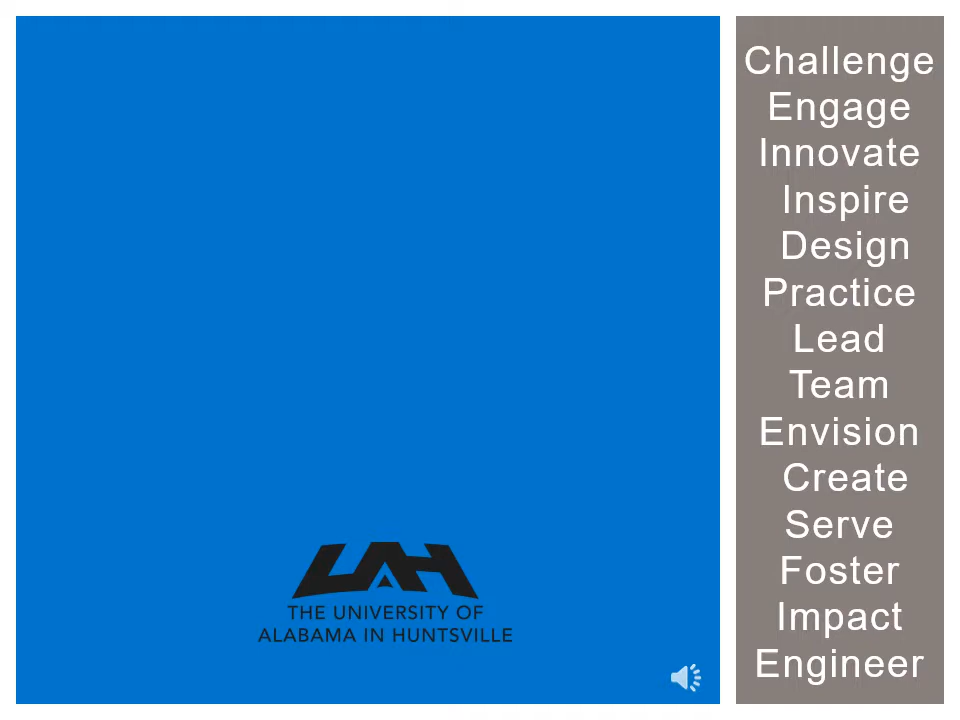 UAH
THE UNIVERSITY OF
ALABAMA IN HUNTSVILLE
Challenge
Engage
Innovate
Inspire
Design
Practice
Lead
Team
Envision
Create
Serve
Foster
Impact
Engineer